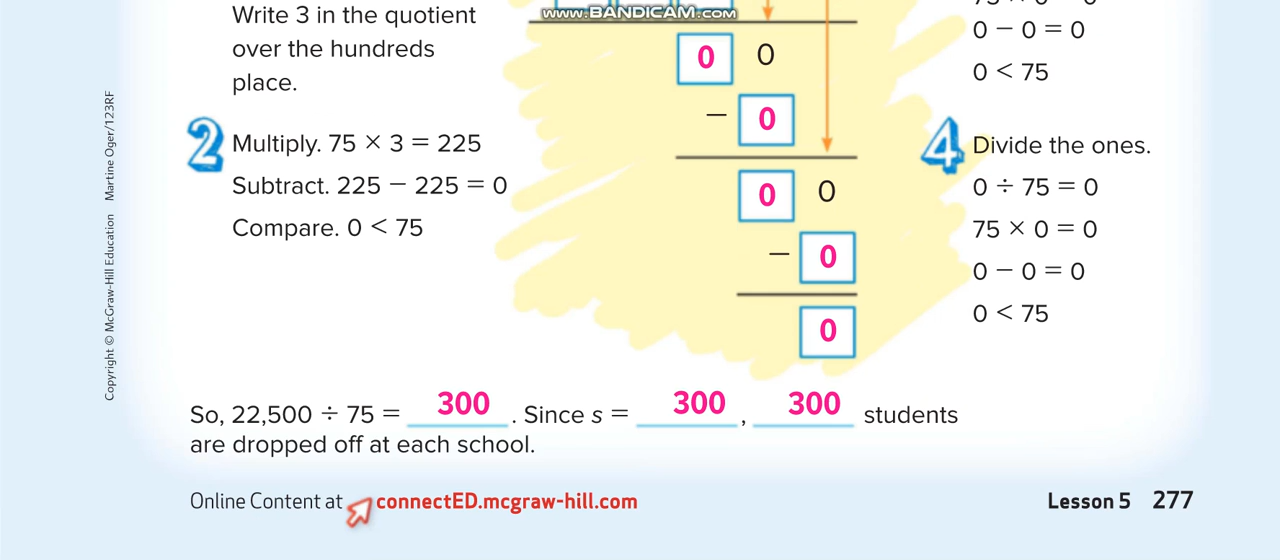 Write 3 in the quotient
over the hundreds
place.
2 Multiply. 75 × 3 = 225
Subtract. 225 − 225 = 0
Compare. 0 < 75
www.BANDICAM.com
0 0
− 0
0 0
− 0
0
0 − 0 = 0
0 < 75
4 Divide the ones.
0 ÷ 75 = 0
75 × 0 = 0
0 − 0 = 0
0 < 75
So, 22,500 ÷ 75 = 300. Since s = 300, 300 students
are dropped off at each school.
Online Content at connectED.mcgraw-hill.com
Lesson 5 277
Copyright © McGraw-Hill Education Martine Oger/123RF